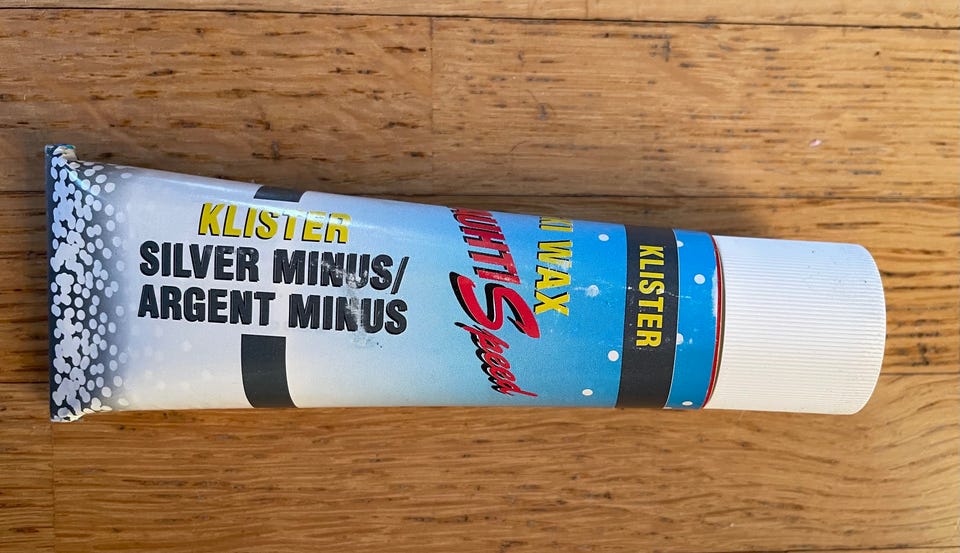 KLISTER
SILVER MINUS/
ARGENT MINUS
Speed
WAX
KLISTER